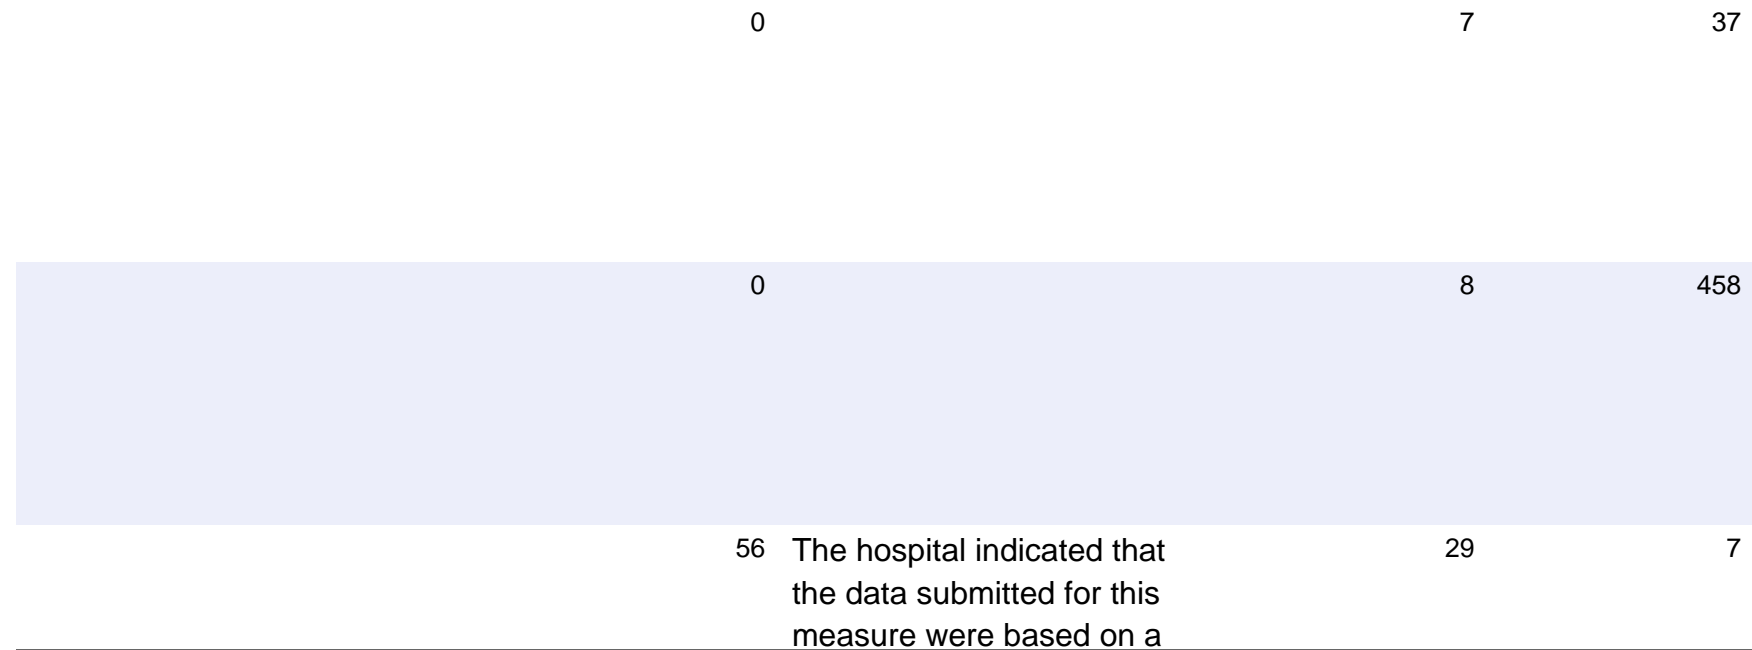 0 7 37
0 8 458
56 The hospital indicated that 29 7
the data submitted for this
measure were based on a